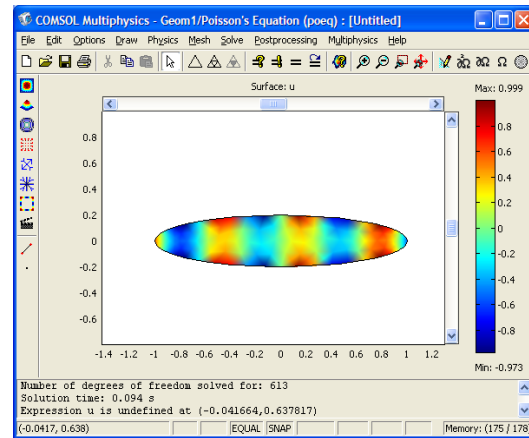 COMSOL Multiphysics - Geom1/Poisson's Equation (poeq) : [Untitled]
File Edit Options Draw Physics Mesh Solve Postprocessing Multiphysics Help
Surface: u
Max: 0.999
0.8
0.6
0.4
0.2
0
-0.2
-0.4
-0.6
-1.4 -1.2 -1 -0.8 -0.6 -0.4 -0.2 0 0.2 0.4 0.6 0.8 1 1.2
0.8
0.6
0.4
0.2
0
-0.2
-0.4
-0.6
-0.8
Min: -0.973
Number of degrees of freedom solved for: 613
Solution time: 0.094 s
Expression u is undefined at (-0.041664,0.637817)
(-0.0417, 0.638) EQUAL SNAP Memory: (175 / 178)